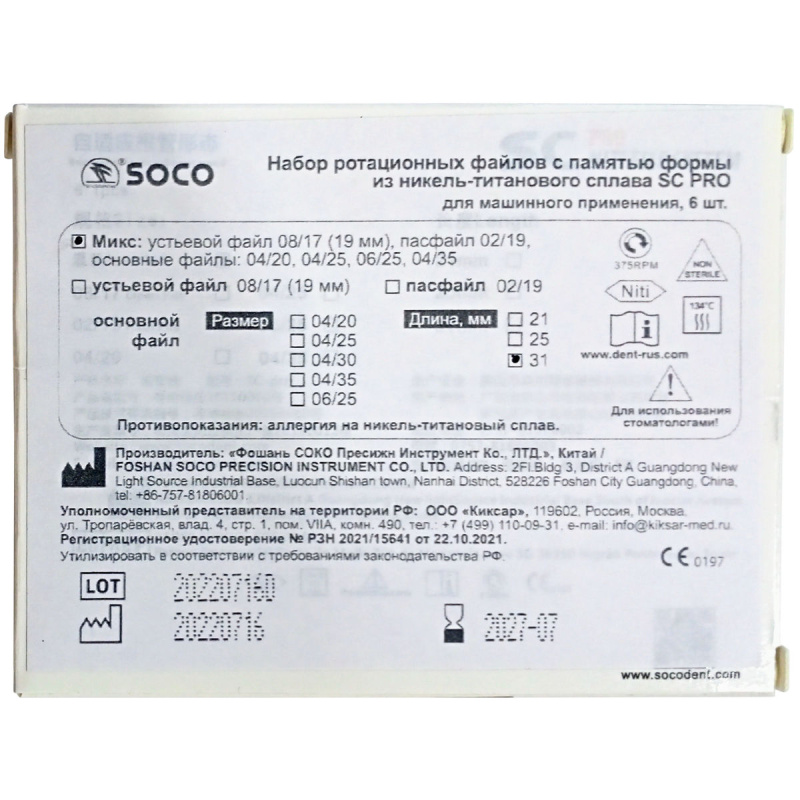 SOCO
Набор ротационных файлов с памятью формы
из никель-титанового сплава SC PRO
для машинного применения, 6 шт.
Микс: устьевой файл 08/17 (19 мм), пасфайл 02/19,
основные файлы: 04/20, 04/25, 06/25, 04/35
устьевой файл 08/17 (19 мм) пасфайл 02/19
основной файл
Размер
04/20
04/25
04/30
04/35
06/25
Длина, мм
21
25
31
375RPM
NON STERILE
Niti
134°C
www.dent-rus.com
Для использования
стоматологами!
Противопоказания: аллергия на никель-титановый сплав.
Производитель: «Фошань СОКО Пресижн Инструмент Ко., ЛТД.», Китай /
FOSHAN SOCO PRECISION INSTRUMENT CO., LTD. Address: 2Fl.Bldg 3, District A Guangdong New
Light Source Industrial Base, Luocun Shishan town, Nanhai District, 528226 Foshan Guangdong, China,
tel: +86-757-81806001.
Уполномоченный представитель на территории РФ: ООО «Киксар», 119602, Россия, Москва,
ул. Тропарёвская, влад. 4, стр. 1, пом. VIIА, комн. 490, тел.: +7 (499) 110-09-31, e-mail: info@kiksar-med.ru.
Регистрационное удостоверение № РЗН 2021/15641 от 22.10.2021.
Утилизировать в соответствии с требованиями законодательства РФ.
CE 0197
LOT 20220716D
20220716
2027-07
www.socodent.com